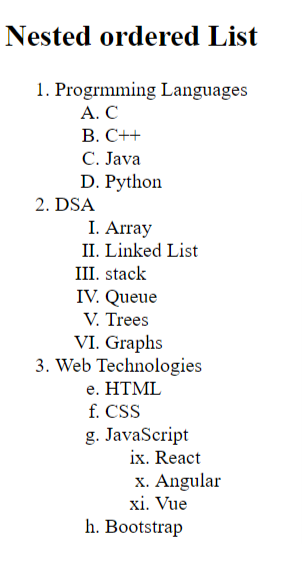 Nested ordered List
1. Progrmming Languages
A. C
B. C++
C. Java
D. Python
2. DSA
I. Array
II. Linked List
III. stack
IV. Queue
V. Trees
VI. Graphs
3. Web Technologies
e. HTML
f. CSS
g. JavaScript
ix. React
x. Angular
xi. Vue
h. Bootstrap